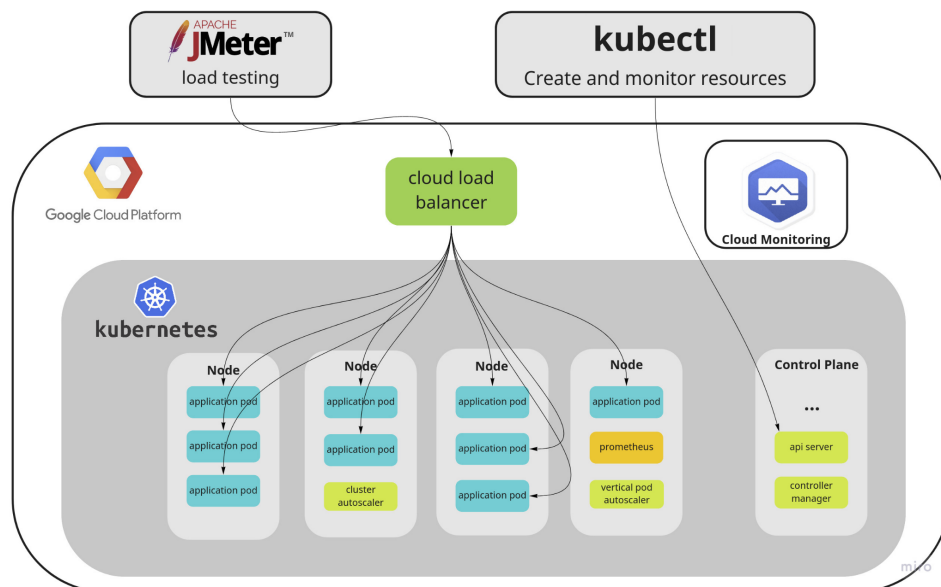 APACHE
JMeter™
load testing
kubectl
Create and monitor resources
Google Cloud Platform
cloud load
balancer
Cloud Monitoring
kubernetes
Node
application pod
application pod
application pod
Node
application pod
application pod
cluster
autoscaler
Node
application pod
application pod
application pod
Node
application pod
prometheus
vertical pod
autoscaler
Control Plane
...
api server
controller
manager
miro